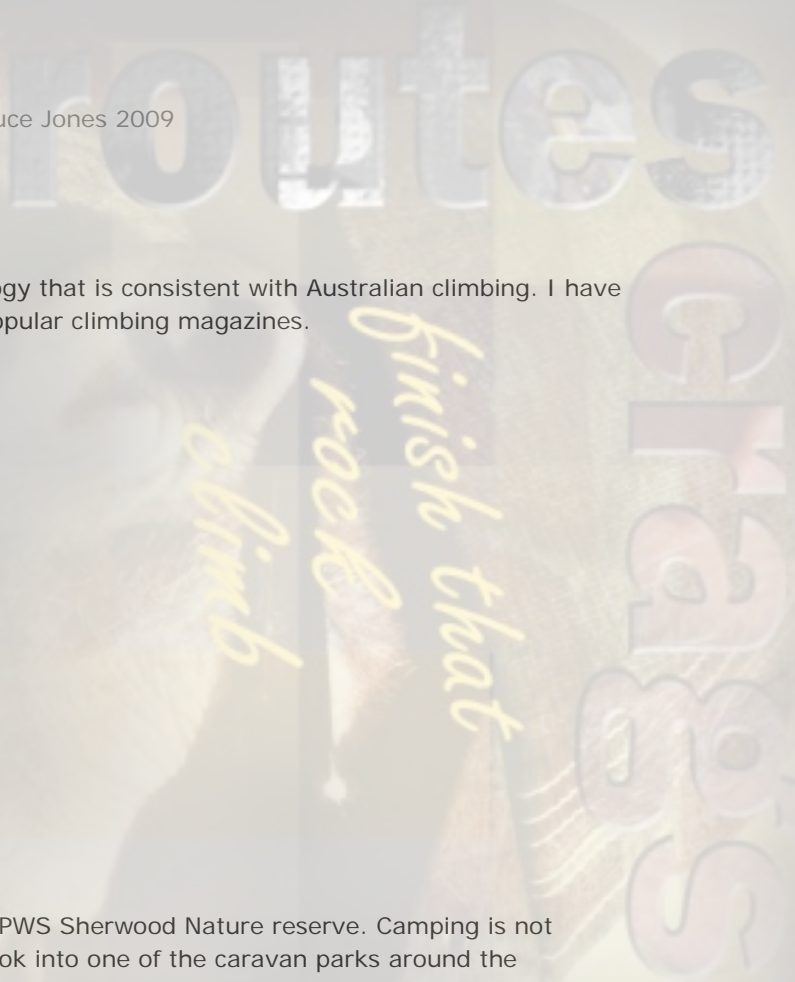 routes
uce Jones 2009
ogy that is consistent with Australian climbing. I have
opular climbing magazines.
crags
finish that
rock
climb
PWS Sherwood Nature reserve. Camping is not
ok into one of the caravan parks around the